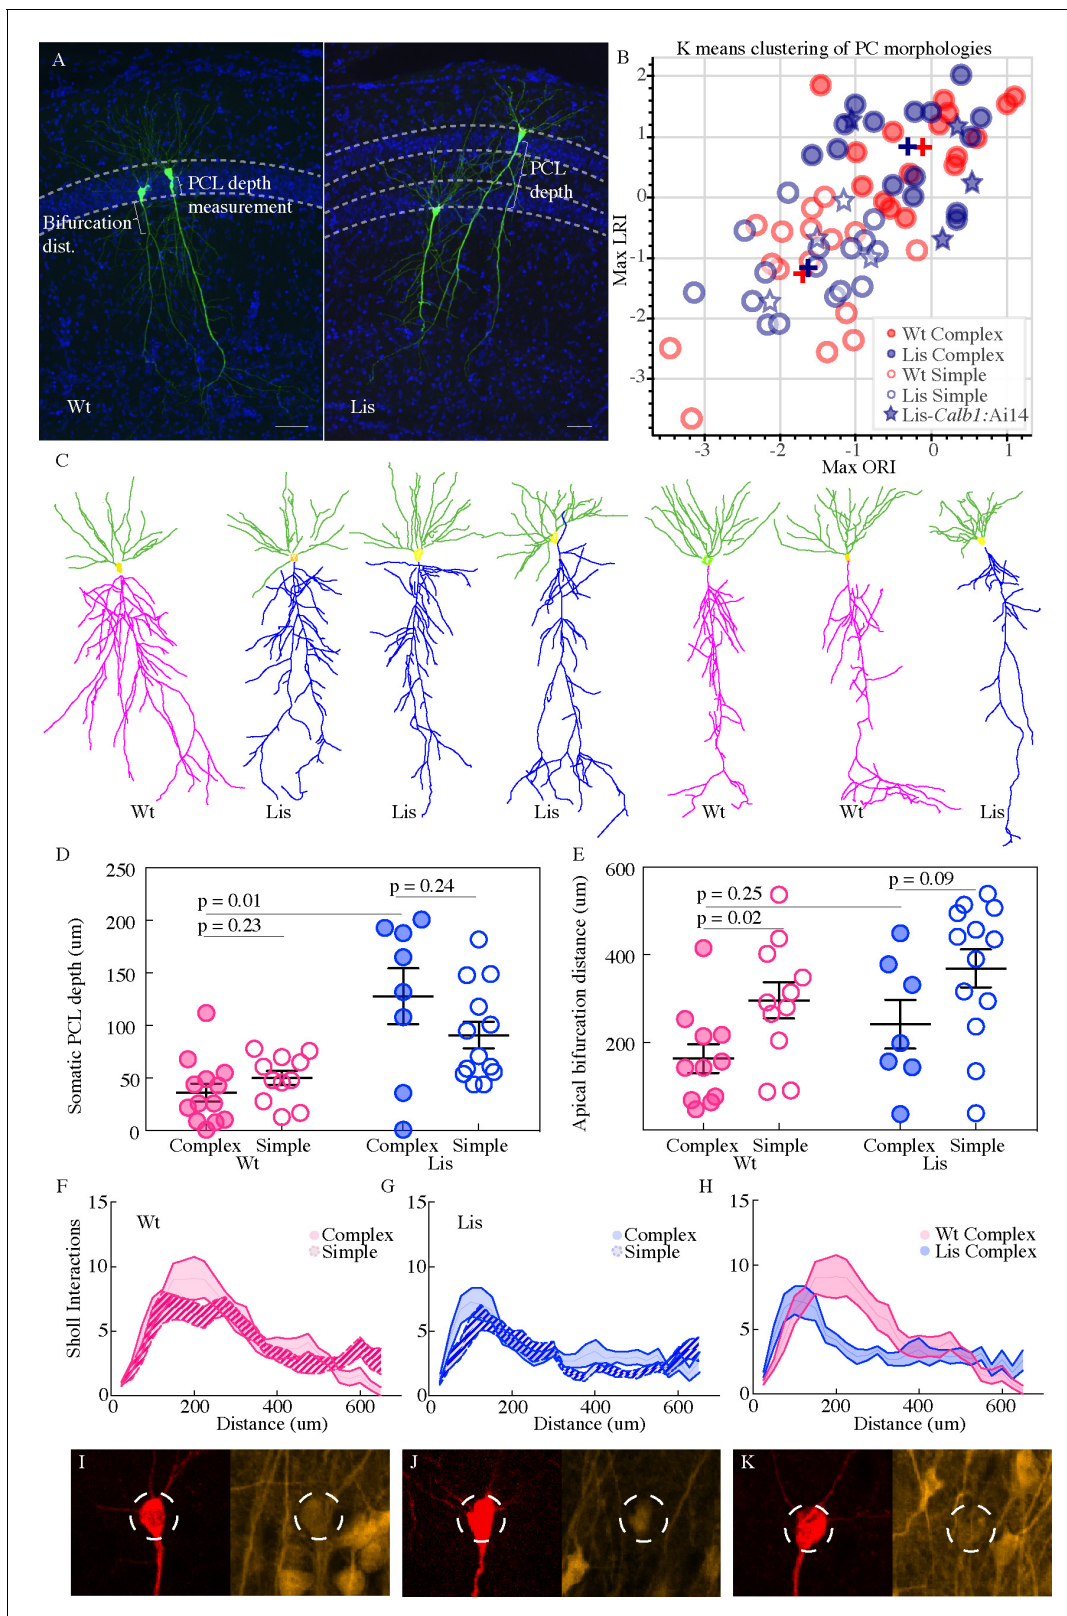 A
PCL depth
measurement
Bifurcation
dist.
Wt
PCL
depth
Lis
B
K means clustering of PC morphologies
Max LRI
2
1
0
-1
-2
-3
Wt Complex
Lis Complex
Wt Simple
Lis Simple
Lis-Calb1:Ai14
-3
-2
-1
0
1
Max ORI
C
Wt
Lis
Lis
Lis
Wt
Wt
Lis
D
Somatic PCL depth (um)
250
200
150
100
50
0
p = 0.01
p = 0.23
p = 0.24
Complex
Simple
Complex
Simple
Wt
Lis
E
Apical bifurcation distance (um)
600
400
200
p = 0.25
p = 0.02
p = 0.09
Complex
Simple
Complex
Simple
Wt
Lis
F
Sholl Interactions
15
10
5
0
Wt
Complex
Simple
0
200
400
600
Distance (um)
G
15
10
5
0
Lis
Complex
Simple
0
200
400
600
Distance (um)
H
15
10
5
0
Wt Complex
Lis Complex
0
200
400
600
Distance (um)
I
J
K